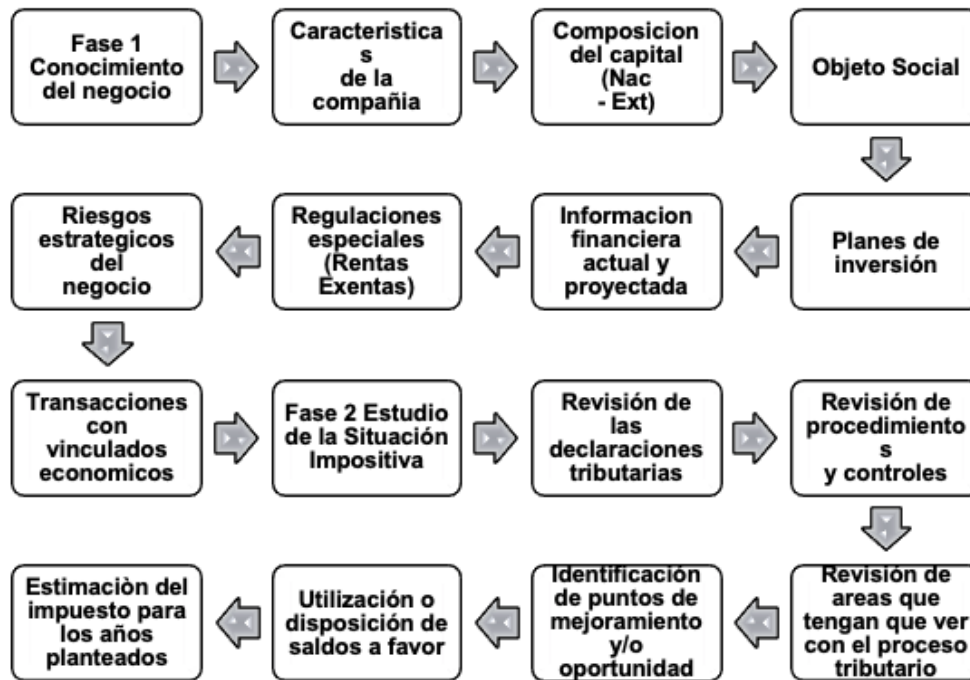 Fase 1
Conocimiento
del negocio
Caracteristica
s
de la
compañia
Composicion
del capital
(Nac
- Ext)
Objeto Social
Planes de
inversión
Informacion
financiera
actual y
proyectada
Regulaciones
especiales
(Rentas
Exentas)
Riesgos
estrategicos
del
negocio
Transacciones
con
vinculados
economicos
Fase 2 Estudio
de la Situación
Impositiva
Revisión de
las
declaraciones
tributarias
Revisión de
procedimiento
s
y controles
Revisión de
areas que
tengan que ver
con el proceso
tributario
Identificación
de puntos de
mejoramiento
y/o
oportunidad
Utilización o
disposición de
saldos a favor
Estimaciòn del
impuesto para
los años
planteados